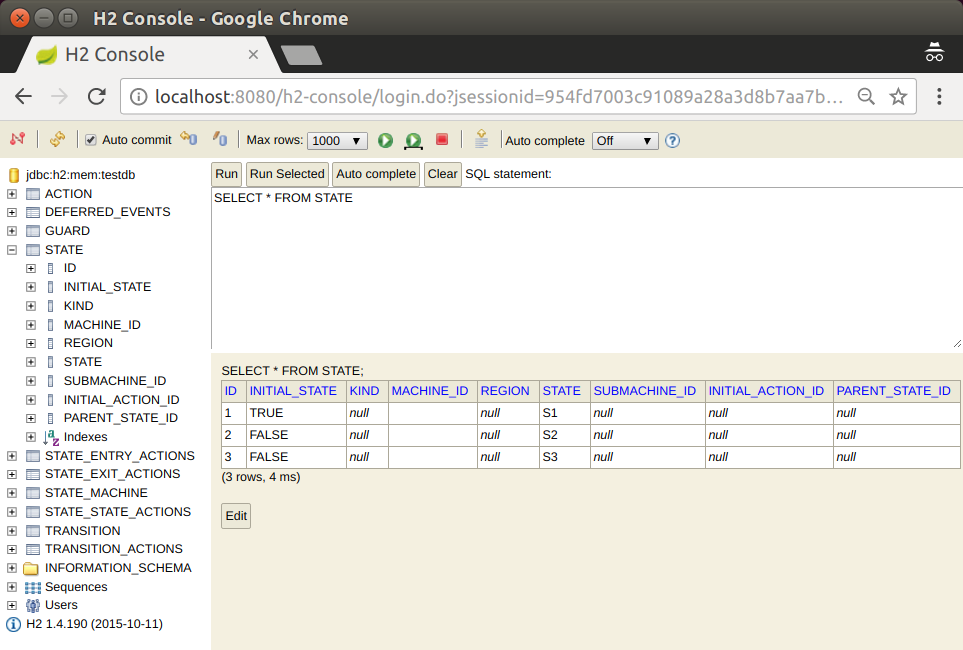 H2 Console - Google Chrome
H2 Console
localhost:8080/h2-console/login.do?jsessionid=954fd7003c91089a28a3d8b7aa7b...
Auto commit Max rows: 1000 Auto complete Off
jdbc:h2:mem:testdb
ACTION
DEFERRED_EVENTS
GUARD
STATE
ID
INITIAL_STATE
KIND
MACHINE_ID
REGION
STATE
SUBMACHINE_ID
INITIAL_ACTION_ID
PARENT_STATE_ID
Indexes
STATE_ENTRY_ACTIONS
STATE_EXIT_ACTIONS
STATE_MACHINE
STATE_STATE_ACTIONS
TRANSITION
TRANSITION_ACTIONS
INFORMATION_SCHEMA
Sequences
Users
H2 1.4.190 (2015-10-11)
Run Run Selected Auto complete Clear SQL statement:
SELECT * FROM STATE
SELECT * FROM STATE;
ID INITIAL_STATE KIND MACHINE_ID REGION STATE SUBMACHINE_ID INITIAL_ACTION_ID PARENT_STATE_ID
1 TRUE null null S1 null null null
2 FALSE null null S2 null null null
3 FALSE null null S3 null null null
(3 rows, 4 ms)
Edit